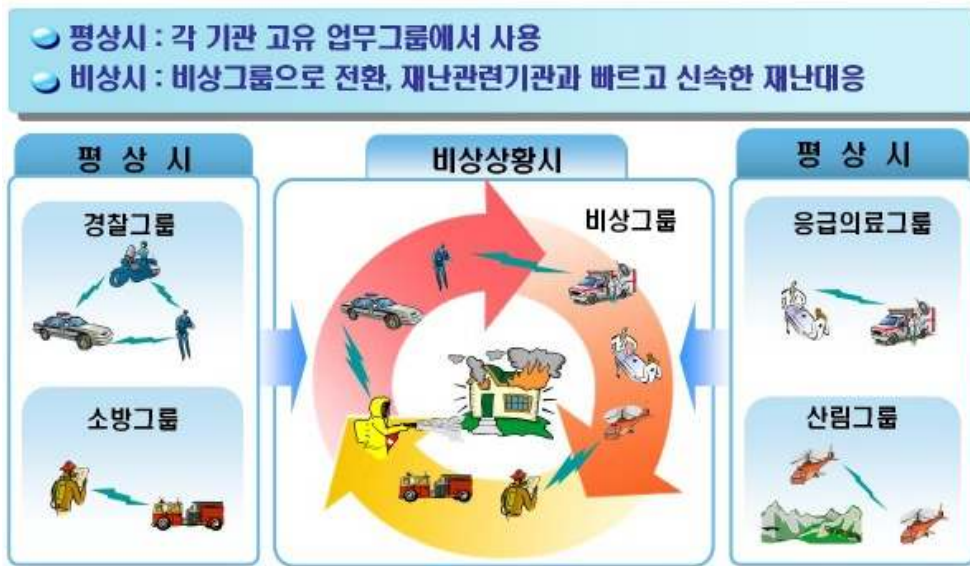 평상시 : 각 기관 고유 업무그룹에서 사용
비상시 : 비상그룹으로 전환, 재난관련기관과 빠르고 신속한 재난대응
평 상 시
경찰그룹
소방그룹
비상상황시
비상그룹
평 상 시
응급의료그룹
산림그룹